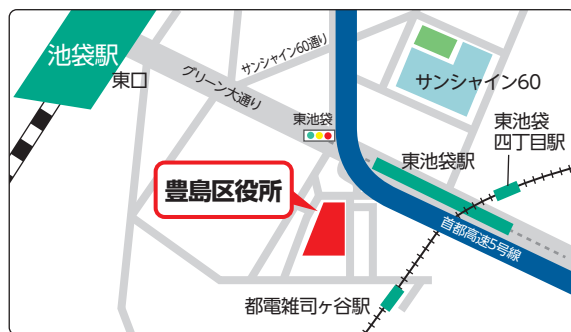 池袋駅
東口
グリーン大通り
サンシャイン60通り
サンシャイン60
東池袋
東池袋駅
東池袋
四丁目駅
豊島区役所
首都高速5号線
都電雑司ヶ谷駅